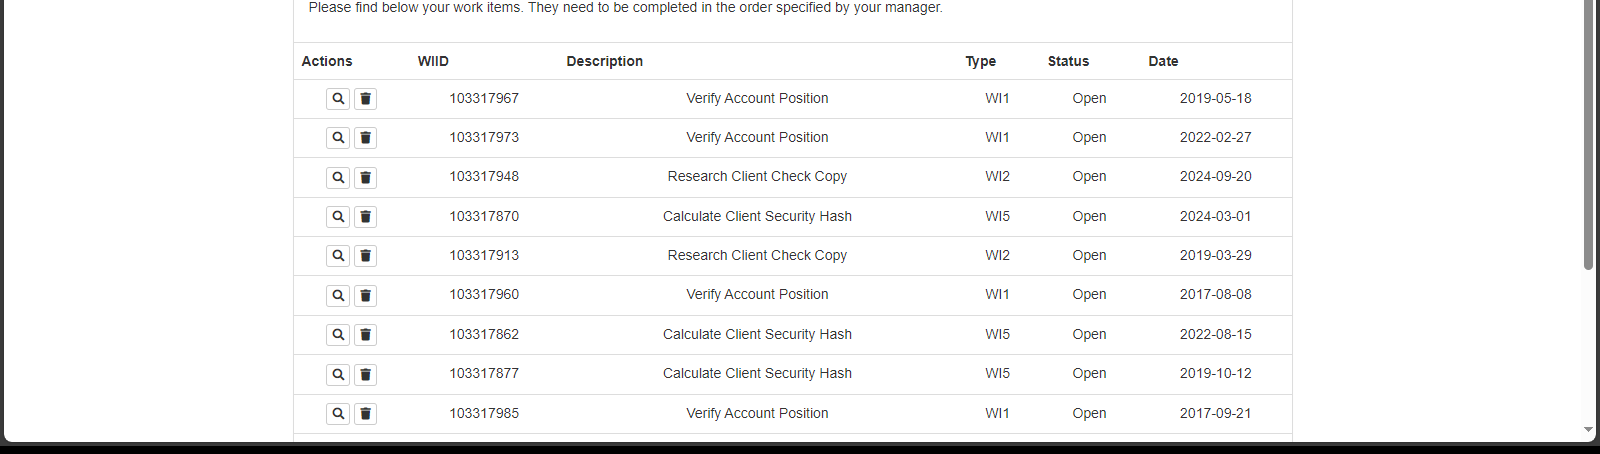 Please find below your work items. They need to be completed in the order specified by your manager.
Actions WIID Description Type Status Date
103317967 Verify Account Position WI1 Open 2019-05-18
103317973 Verify Account Position WI1 Open 2022-02-27
103317948 Research Client Check Copy WI2 Open 2024-09-20
103317870 Calculate Client Security Hash WI5 Open 2024-03-01
103317913 Research Client Check Copy WI2 Open 2019-03-29
103317960 Verify Account Position WI1 Open 2017-08-08
103317862 Calculate Client Security Hash WI5 Open 2022-08-15
103317877 Calculate Client Security Hash WI5 Open 2019-10-12
103317985 Verify Account Position WI1 Open 2017-09-21